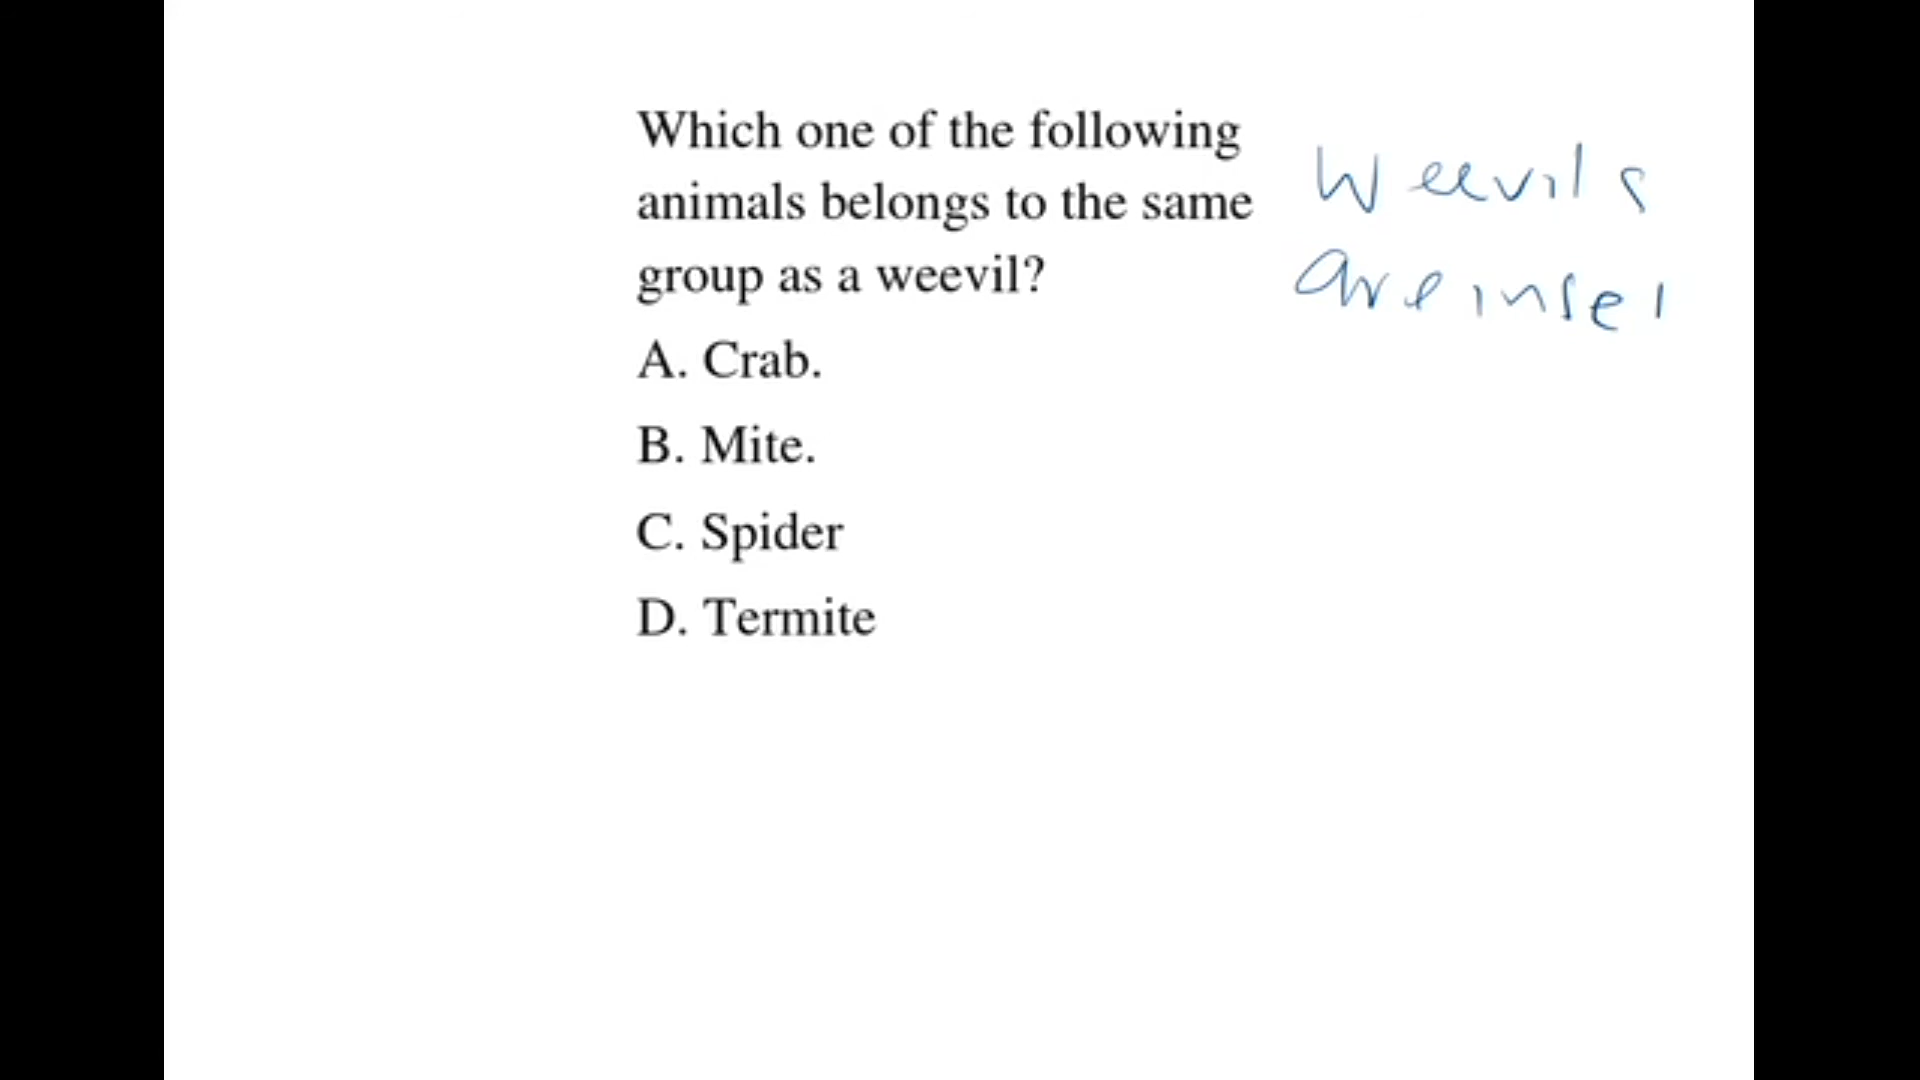 Which one of the following
animals belongs to the same
group as a weevil?
Weevils
are inse
A. Crab.
B. Mite.
C. Spider
D. Termite